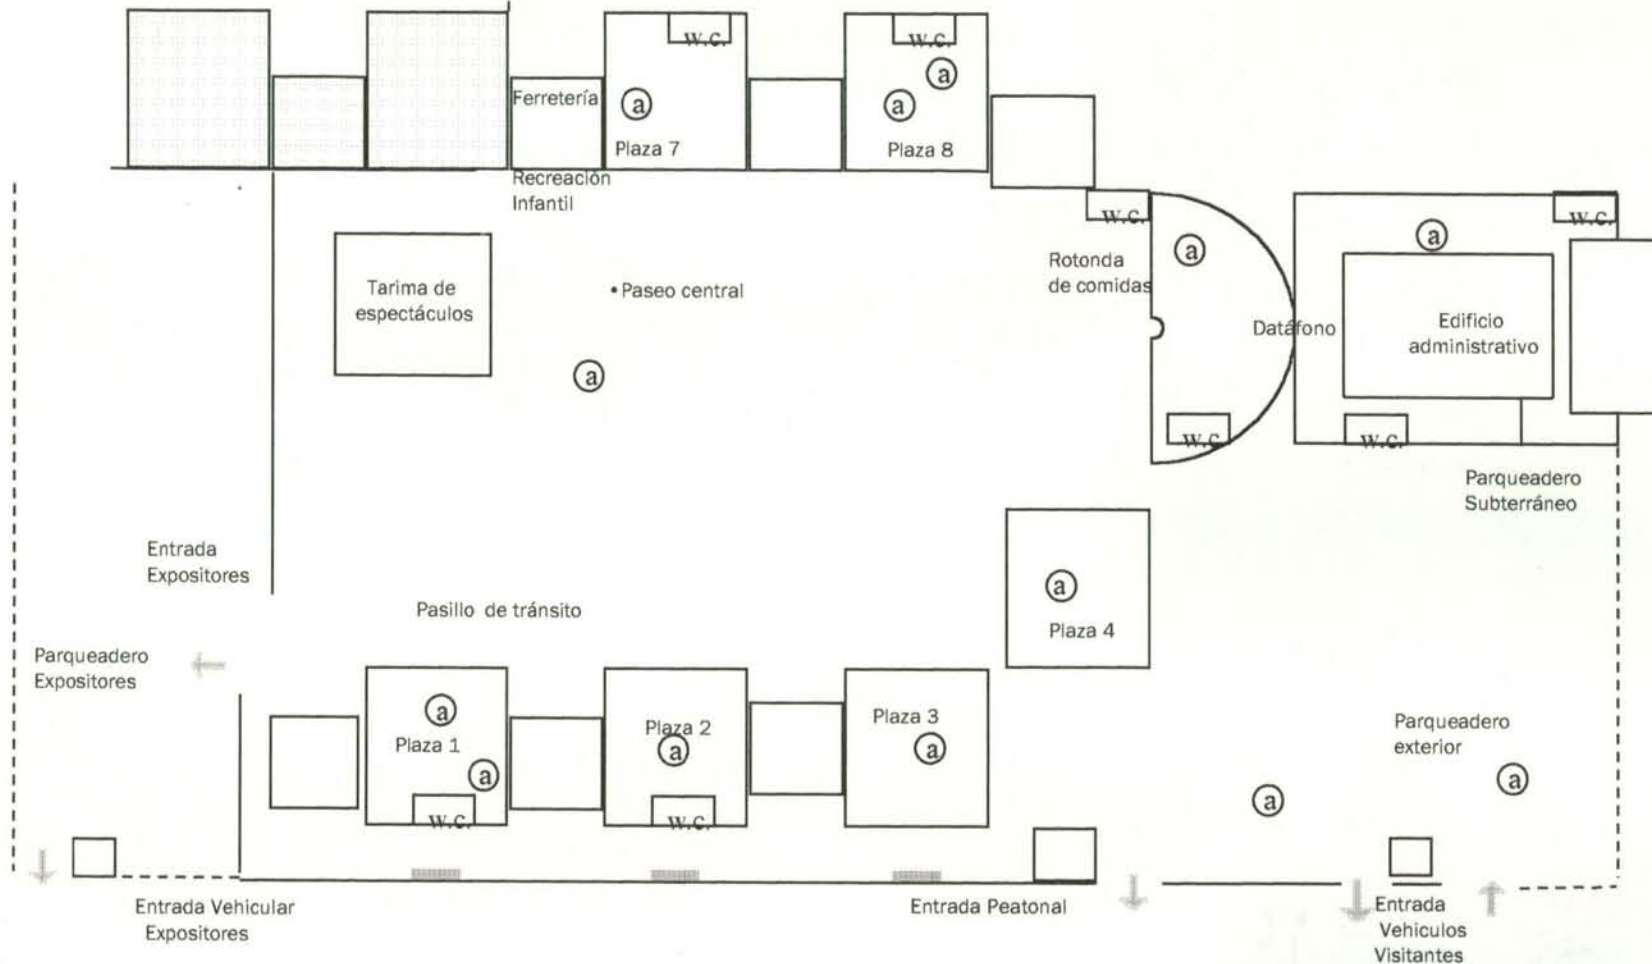 w.c.
w.c.
Ferretería
a
a
a
Plaza 7
Plaza 8
Recreación
Infantil
w.c.
w.c.
a
a
Rotonda
de comidas
Tarima de
espectáculos
• Paseo central
Datáfono
Edificio
administrativo
a
w.c.
w.c.
Parqueadero
Subterráneo
Entrada
Expositores
a
Pasillo de tránsito
Plaza 4
Parqueadero
Expositores
a
Plaza 1
a
w.c.
Plaza 2
a
w.c.
Plaza 3
a
Parqueadero
exterior
a
a
Entrada Vehicular
Expositores
Entrada Peatonal
Entrada
Vehiculos
Visitantes